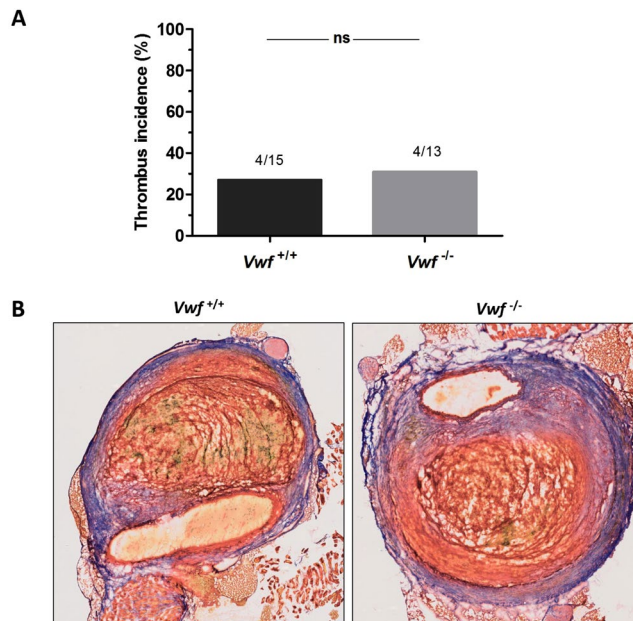 A
Thrombus incidence (%)
100
80
60
40
20
0
ns
4/15
4/13
Vwf +/+
Vwf -/-
B
Vwf +/+
Vwf -/-